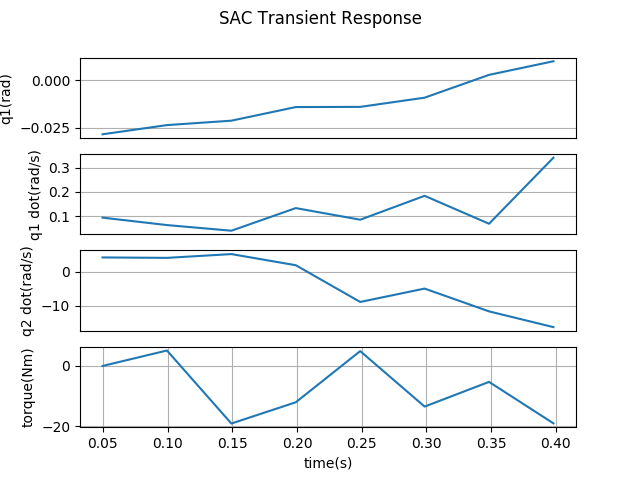 SAC Transient Response
q1(rad)
0.000
−0.025
q1 dot(rad/s)
0.3
0.2
0.1
q2 dot(rad/s)
0
−10
torque(Nm)
0
−20
0.05 0.10 0.15 0.20 0.25 0.30 0.35 0.40
time(s)